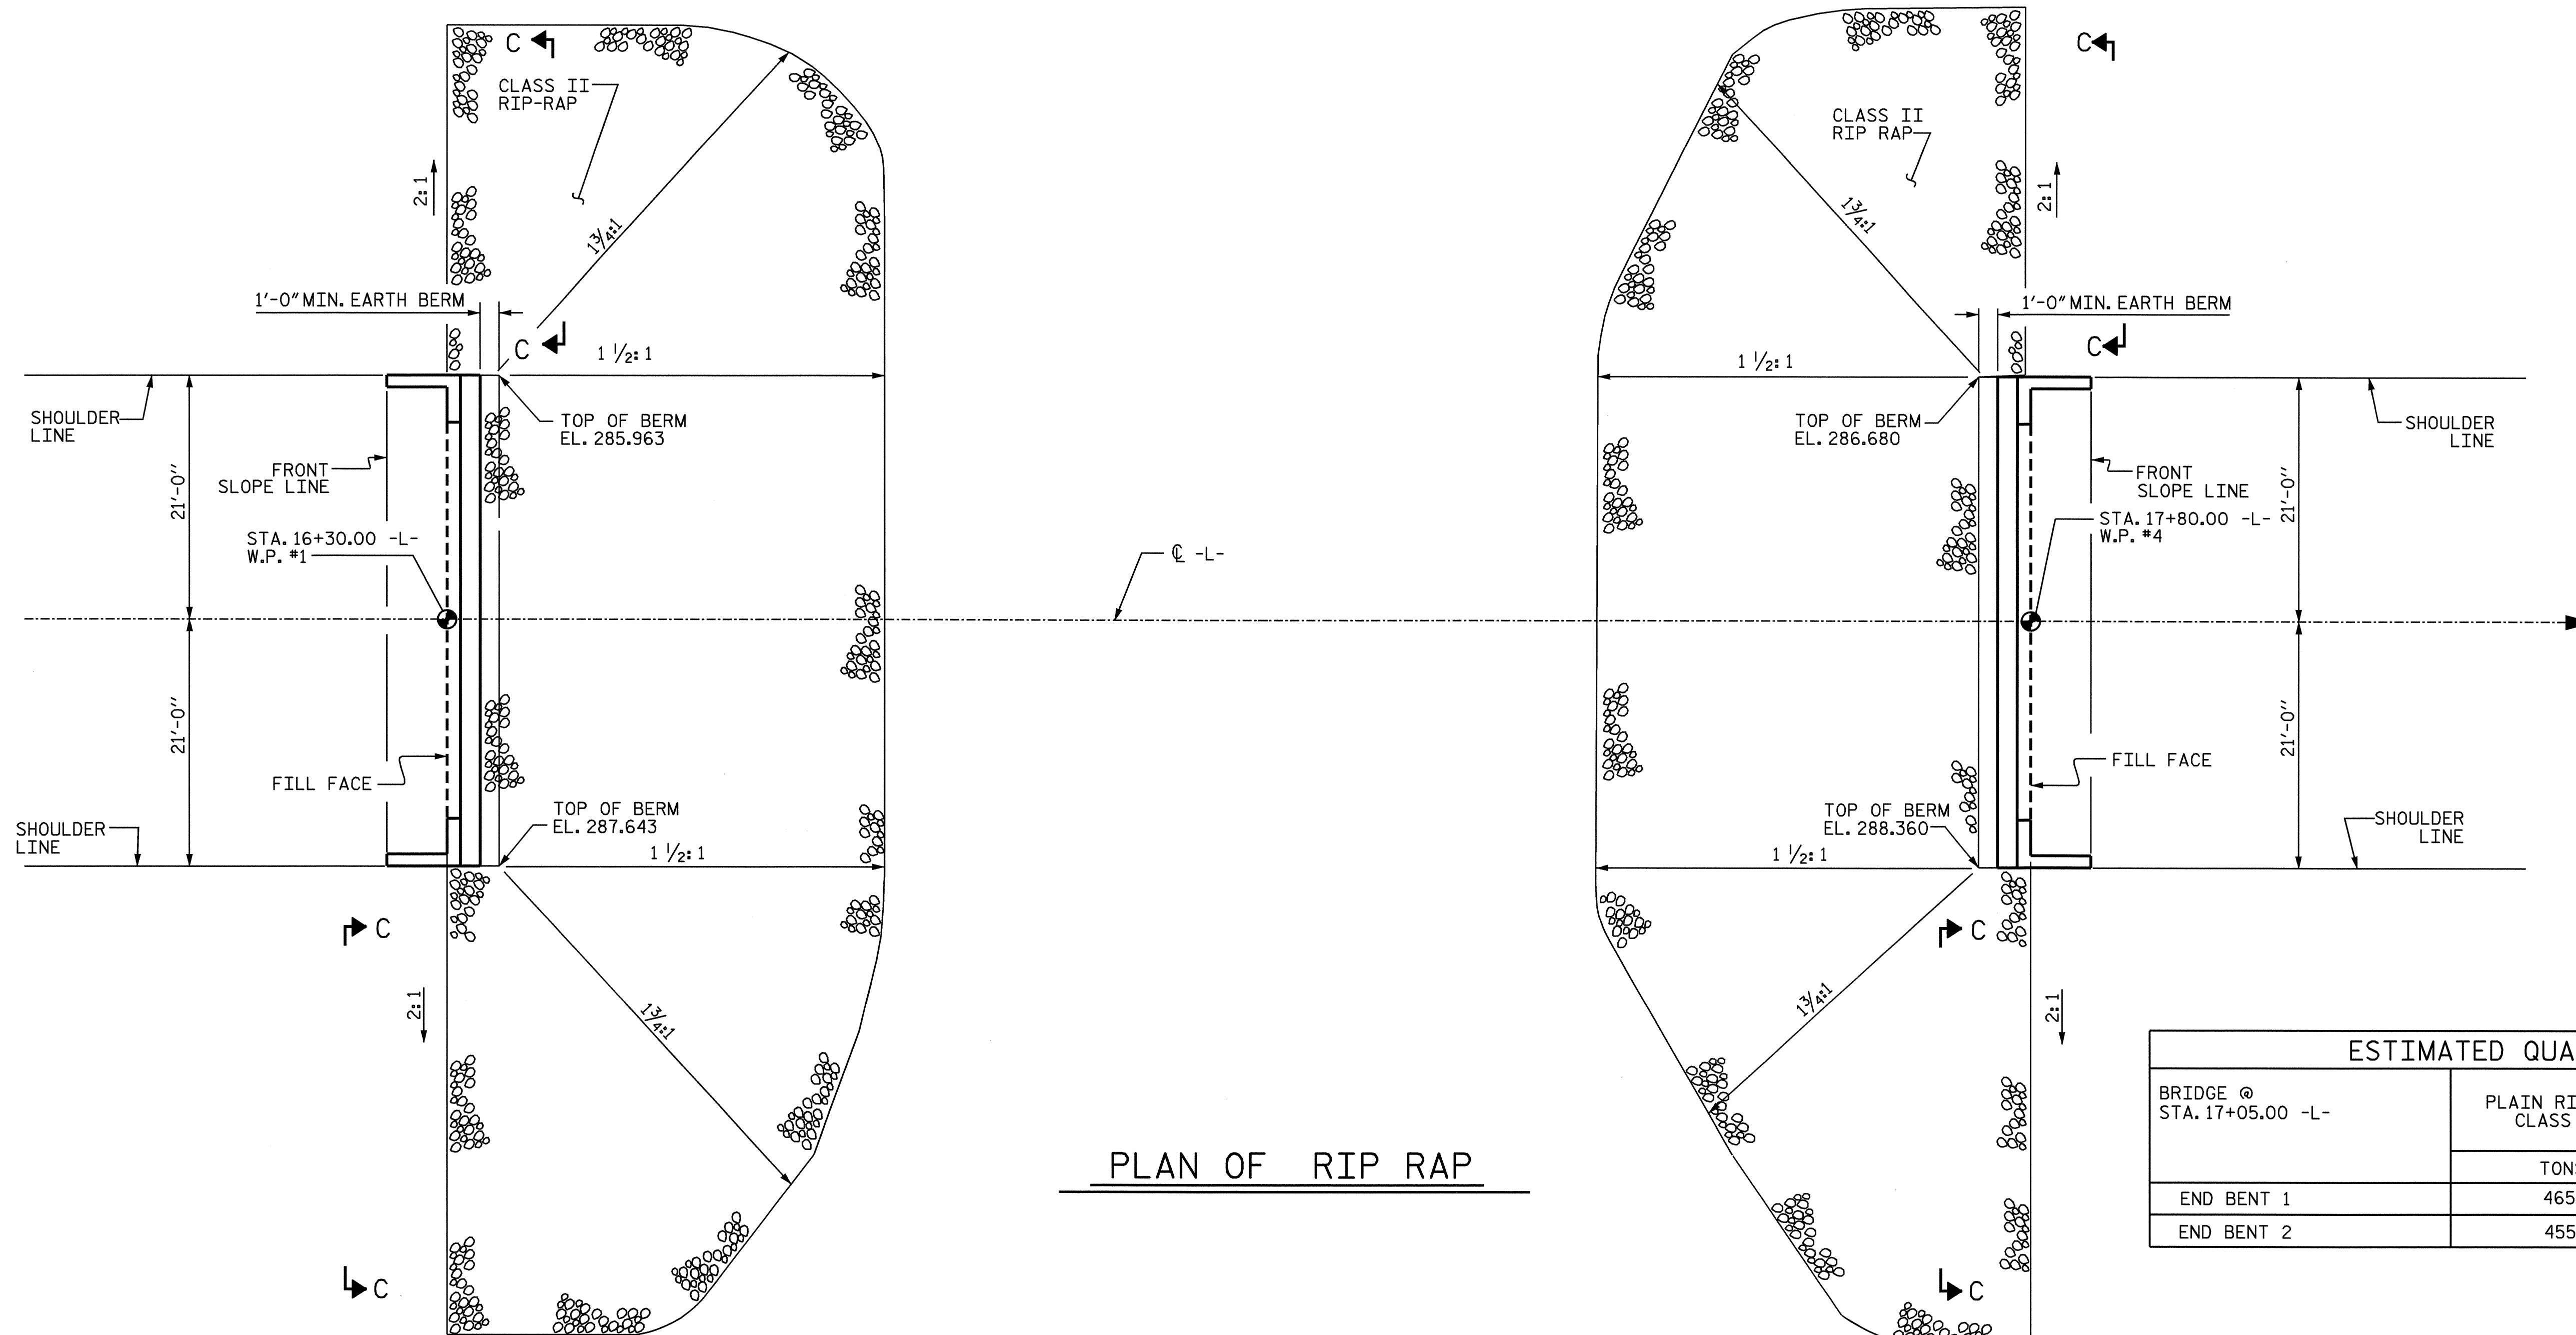 C
C
CLASS II
RIP-RAP
CLASS II
RIP RAP
2:1
1¾:1
1¾:1
2:1
1'-0" MIN. EARTH BERM
C
1 ½:1
1 ½:1
1'-0" MIN. EARTH BERM
C
SHOULDER
LINE
TOP OF BERM
EL. 285.963
TOP OF BERM
EL. 286.680
SHOULDER
LINE
21'-0"
FRONT
SLOPE LINE
FRONT
SLOPE LINE
21'-0"
STA. 16+30.00 -L-
W.P. #1
℄ -L-
STA. 17+80.00 -L-
W.P. #4
21'-0"
FILL FACE
FILL FACE
21'-0"
SHOULDER
LINE
TOP OF BERM
EL. 287.643
1 ½:1
TOP OF BERM
EL. 288.360
1 ½:1
SHOULDER
LINE
C
C
2:1
1¾:1
1¾:1
2:1
PLAN OF RIP RAP
C
C
ESTIMATED QUA
BRIDGE @
STA. 17+05.00 -L-
PLAIN RI
CLASS
TON
END BENT 1
465
END BENT 2
455